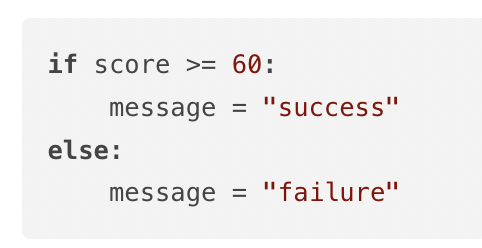 if score >= 60:
    message = "success"
else:
    message = "failure"